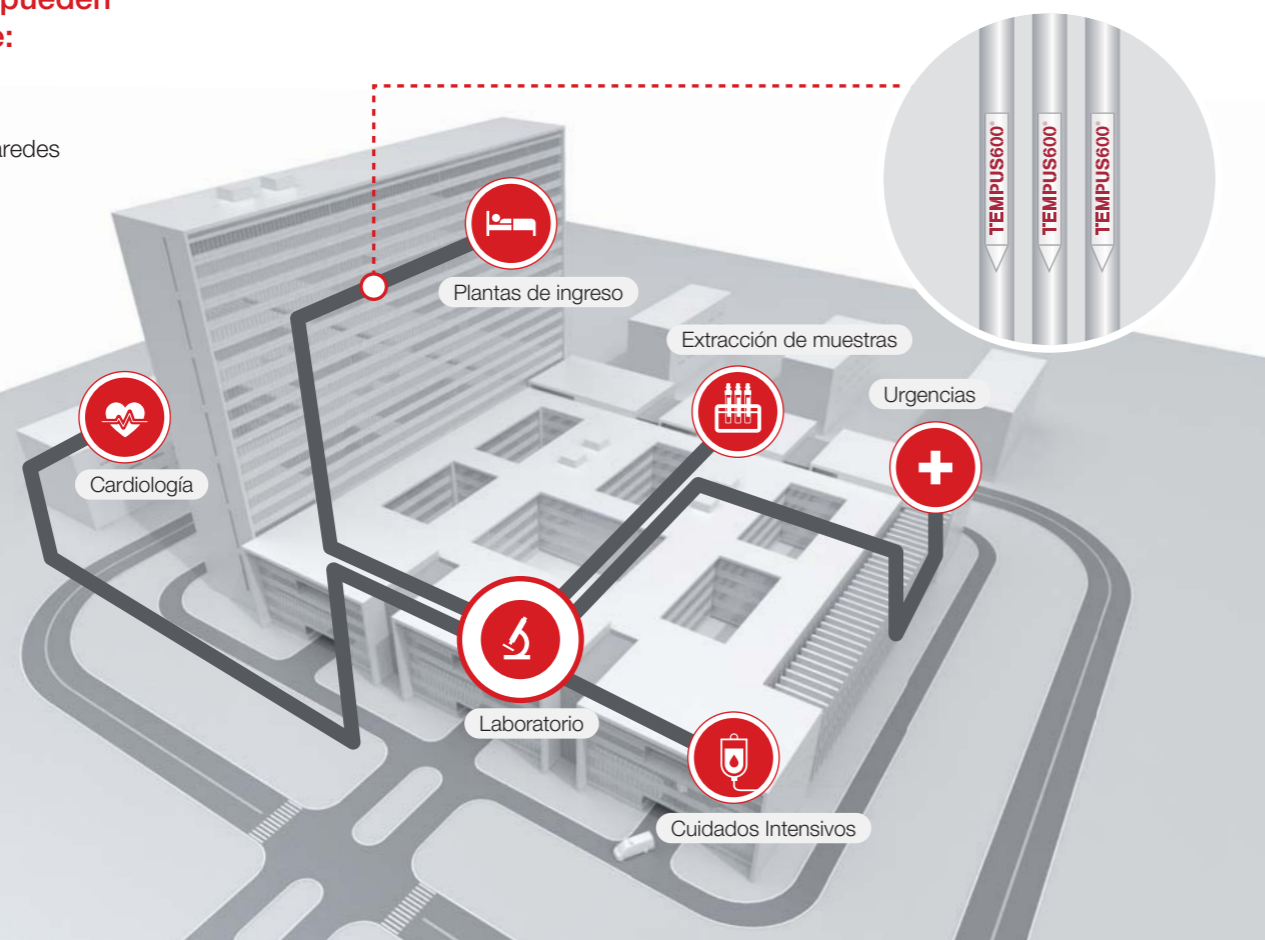 pueden
e:
aredes
TEMPUS600®
TEMPUS600®
TEMPUS600®
Plantas de ingreso
Extracción de muestras
Urgencias
Cardiología
Laboratorio
Cuidados Intensivos